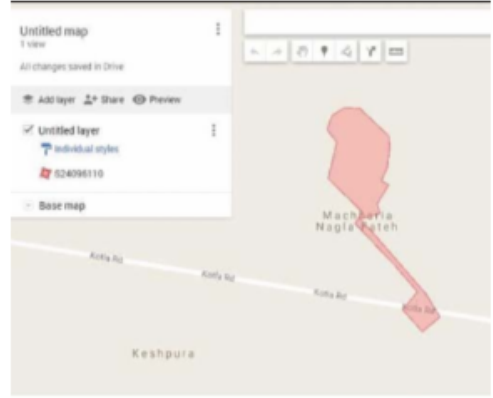 Untitled map
1 view
All changes saved in Drive
Add layer
Share
Preview
Untitled layer
Individual styles
524096110
Base map
Machharia
Nagla Fateh
Kotla Rd
Kotla Rd
Kotla Rd
Kotla Rd
Keshpura